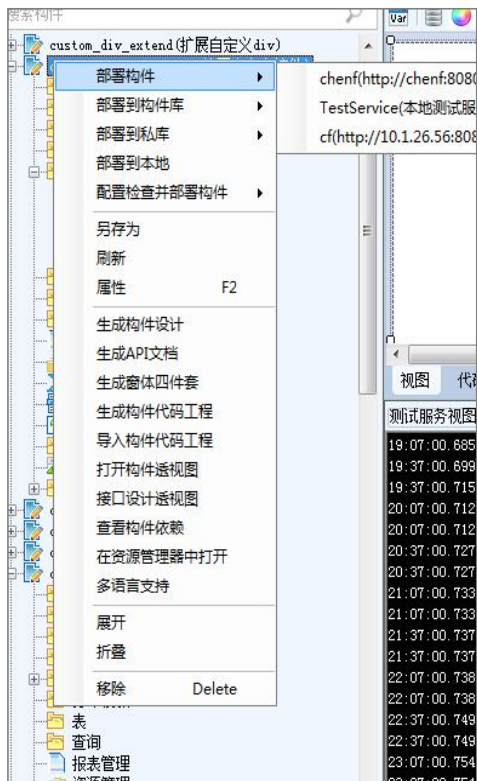 搜索构件
Var
custom_div_extend(扩展自定义div)
部署构件
chenf(http://chenf:8080
部署到构件库
TestService(本地测试服
部署到私库
cf(http://10.1.26.56:808
部署到本地
配置检查并部署构件
另存为
刷新
属性 F2
生成构件设计
生成API文档
视图
生成窗体四件套
生成构件代码工程
测试服务视图
导入构件代码工程
19:07:00.685
打开构件透视图
19:37:00.699
接口设计透视图
19:37:00.715
查看构件依赖
20:07:00.712
20:07:00.712
在资源管理器中打开
20:37:00.727
多语言支持
20:37:00.727
21:07:00.733
展开
21:07:00.733
21:37:00.737
折叠
21:37:00.737
移除 Delete
22:07:00.738
22:07:00.738
表
22:37:00.749
查询
22:37:00.749
报表管理
23:07:00.754
资源管理